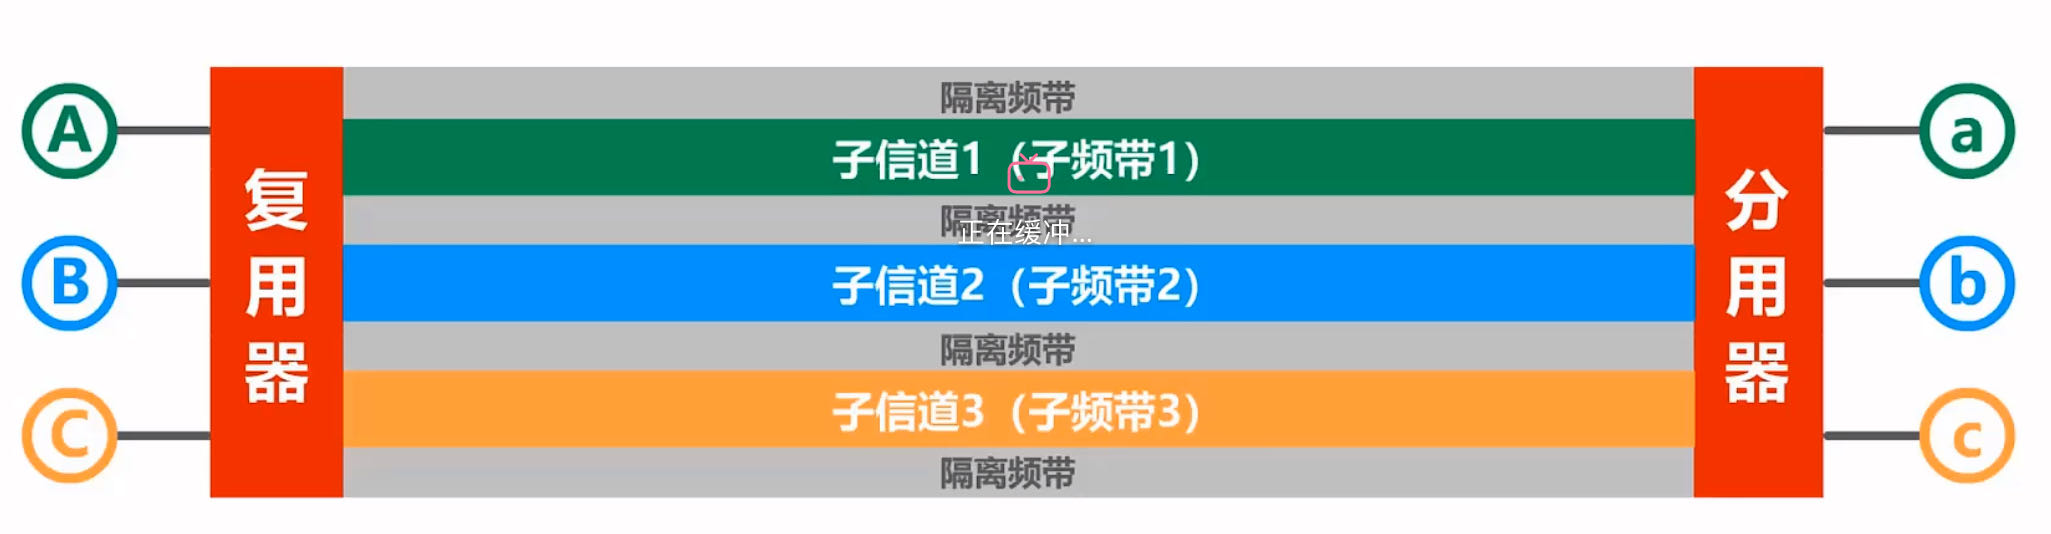 隔离频带
A
子信道1（子频带1）
a
隔离频带
正在缓冲...
复用器
B
子信道2（子频带2）
分用器
b
隔离频带
C
子信道3（子频带3）
c
隔离频带